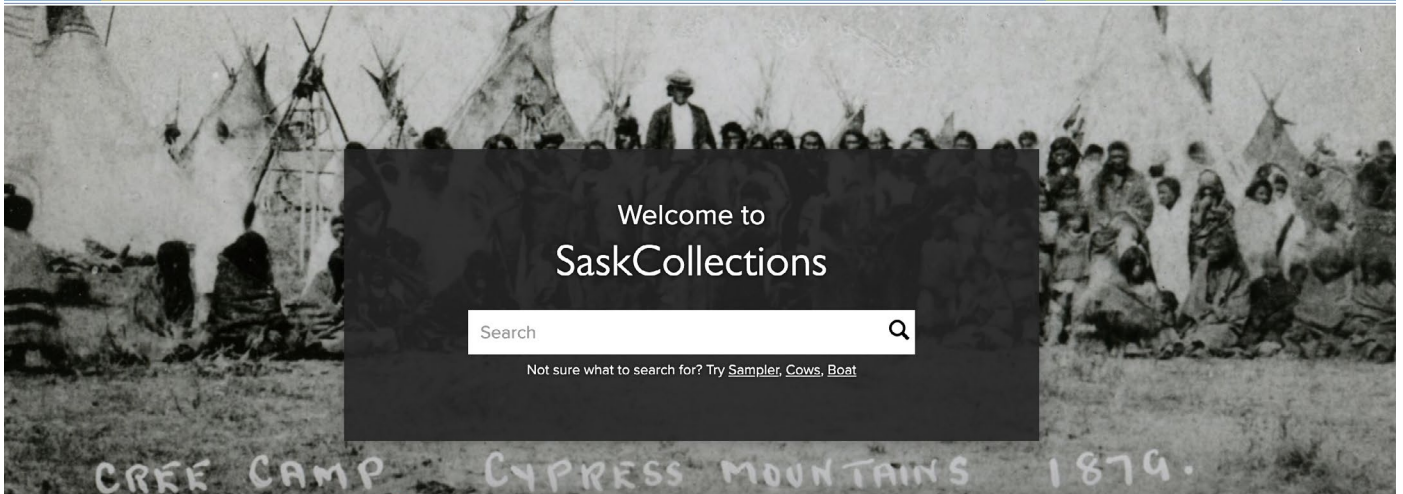 Welcome to
SaskCollections
Search
Not sure what to search for? Try Sampler, Cows, Boat
CREE CAMP CYPRESS MOUNTAINS 1879.